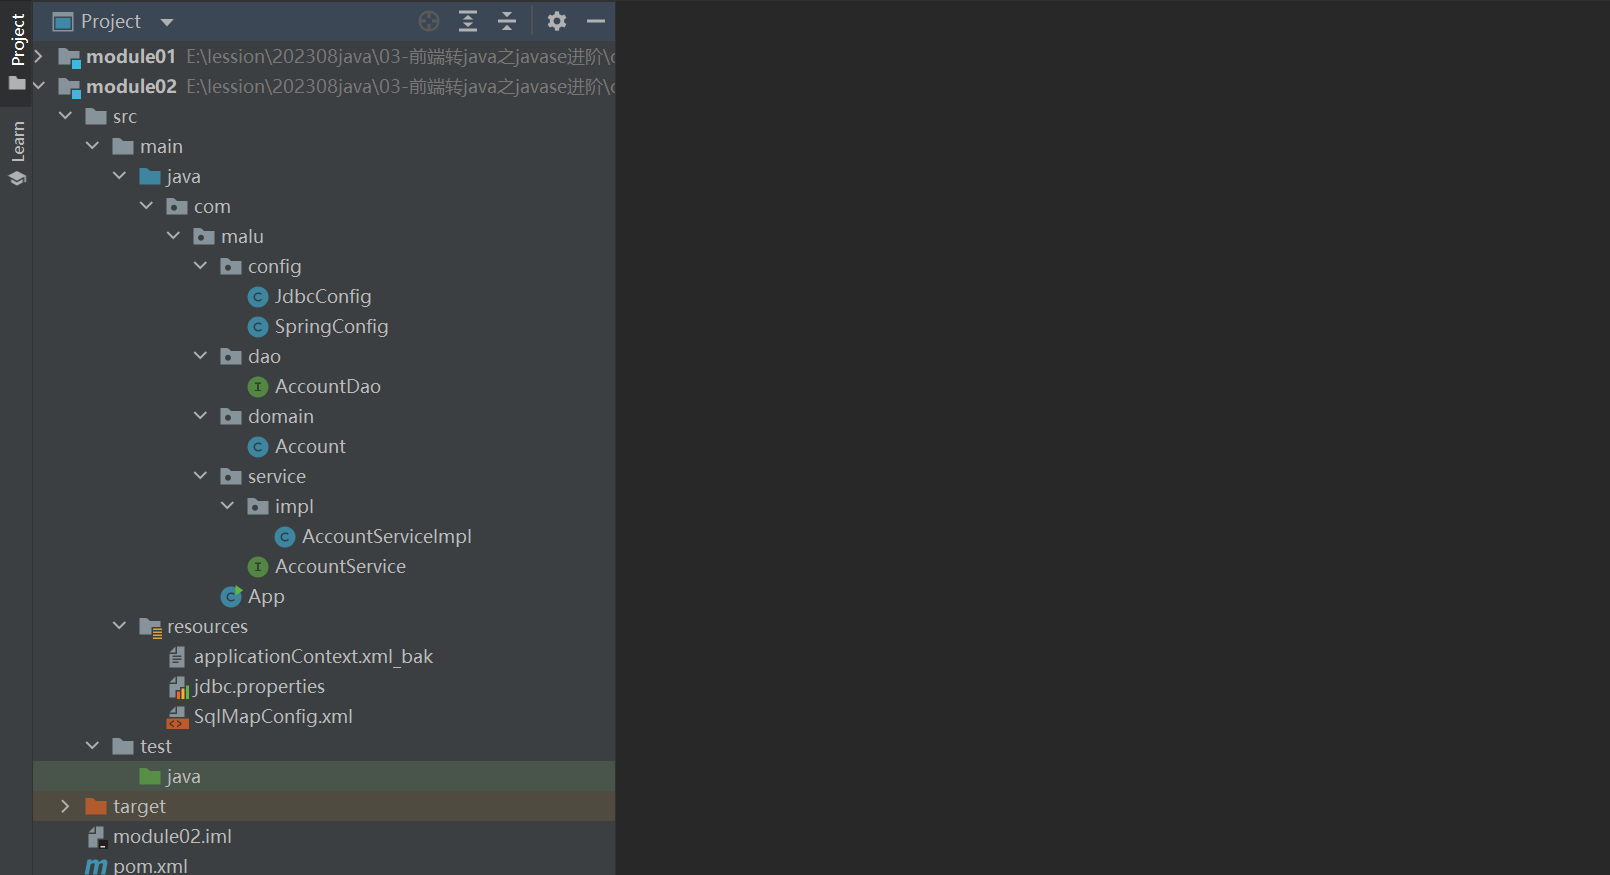 Project
Project
Learn
module01 E:\lession\202308java\03-前端转java之javase进阶\
module02 E:\lession\202308java\03-前端转java之javase进阶\
src
main
java
com
malu
config
JdbcConfig
SpringConfig
dao
AccountDao
domain
Account
service
impl
AccountServiceImpl
AccountService
App
resources
applicationContext.xml_bak
jdbc.properties
SqlMapConfig.xml
test
java
target
module02.iml
pom.xml